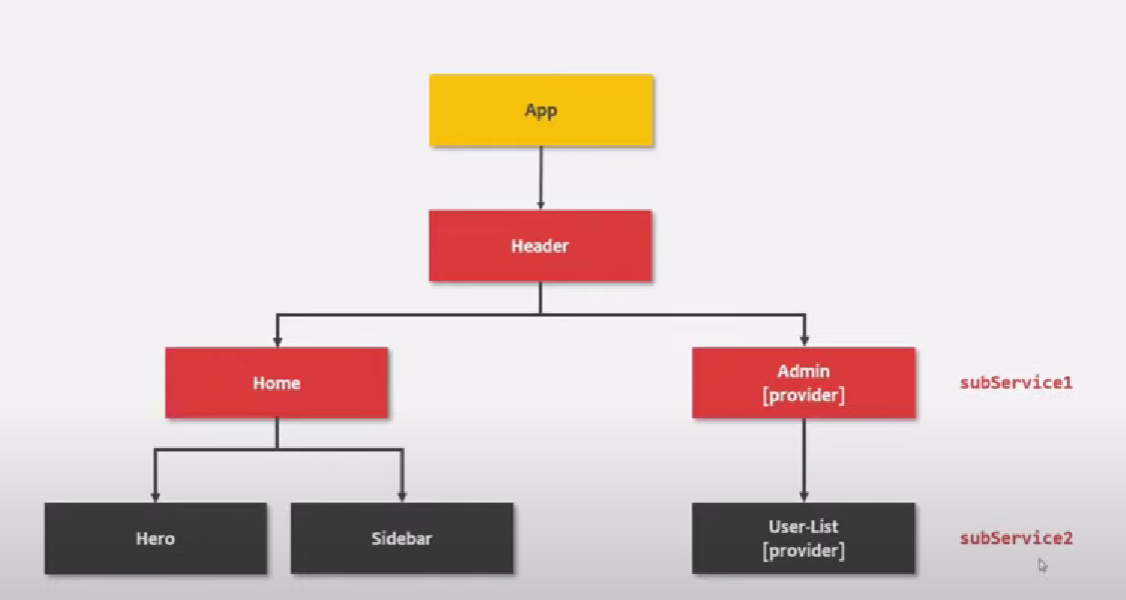 App
Header
Home
Admin
[provider]
subService1
Hero
Sidebar
User-List
[provider]
subService2